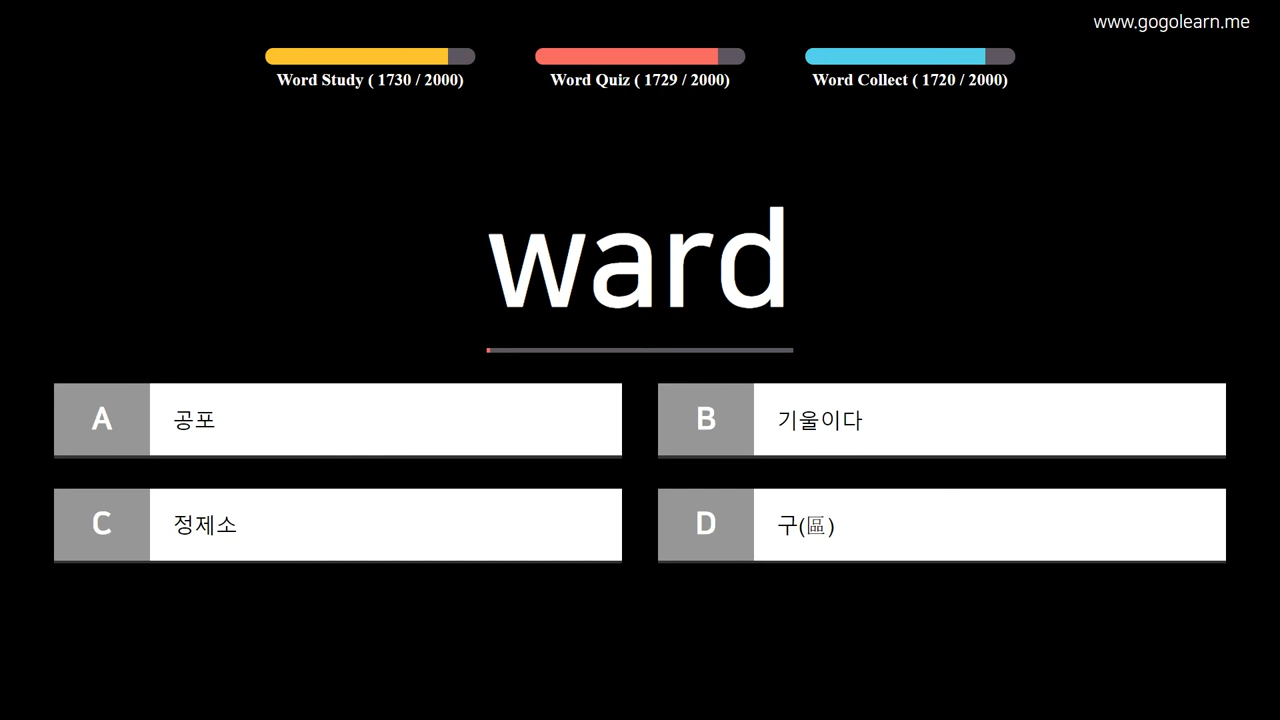 www.gogolearn.me
Word Study ( 1730 / 2000)
Word Quiz ( 1729 / 2000)
Word Collect ( 1720 / 2000)
ward
A 공포
B 기울이다
C 정제소
D 구(區)